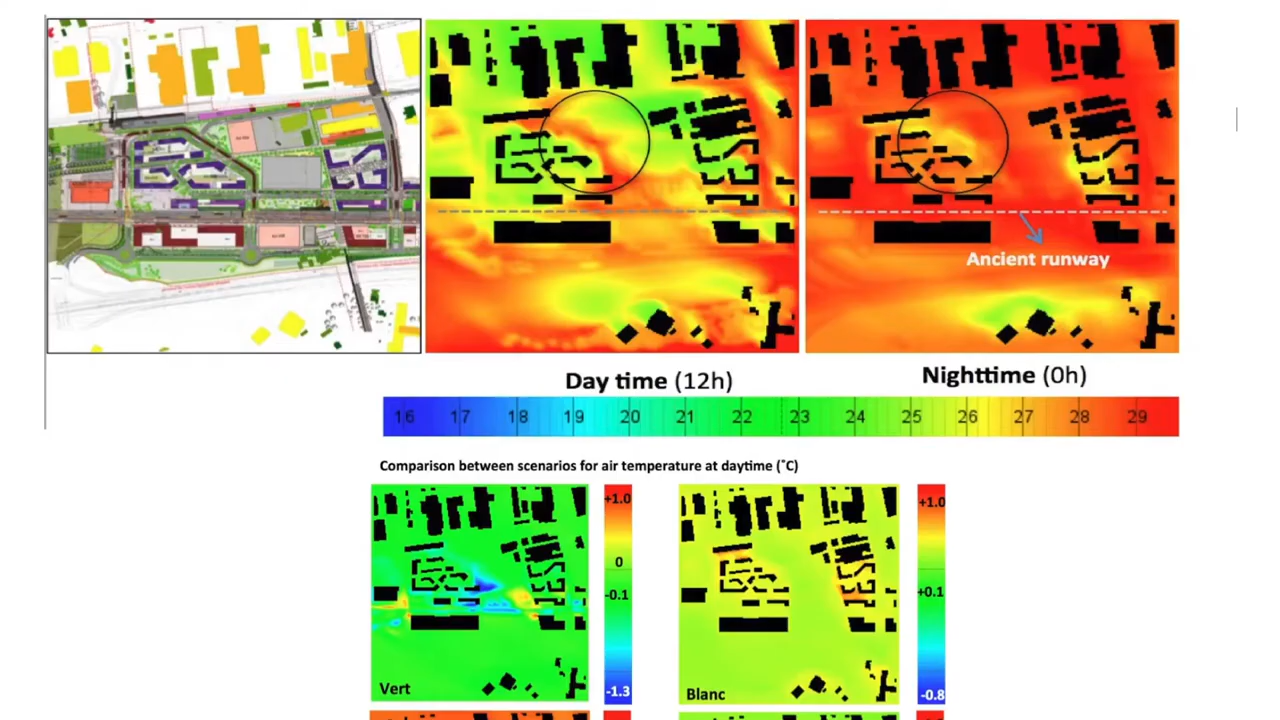 Ancient runway
Day time (12h)
Nighttime (0h)
16 17 18 19 20 21 22 23 24 25 26 27 28 29
Comparison between scenarios for air temperature at daytime (˚C)
+1.0
0
-0.1
-1.3
Vert
+1.0
+0.1
-0.8
Blanc